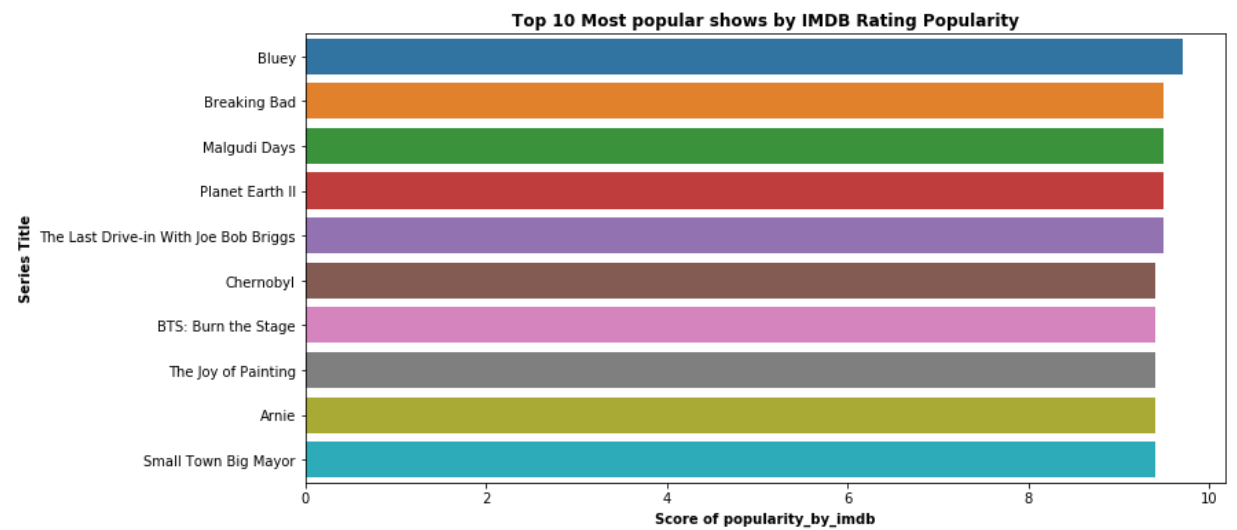 Top 10 Most popular shows by IMDB Rating Popularity
Series Title
Bluey
Breaking Bad
Malgudi Days
Planet Earth II
The Last Drive-in With Joe Bob Briggs
Chernobyl
BTS: Burn the Stage
The Joy of Painting
Arnie
Small Town Big Mayor
0 2 4 6 8 10
Score of popularity_by_imdb